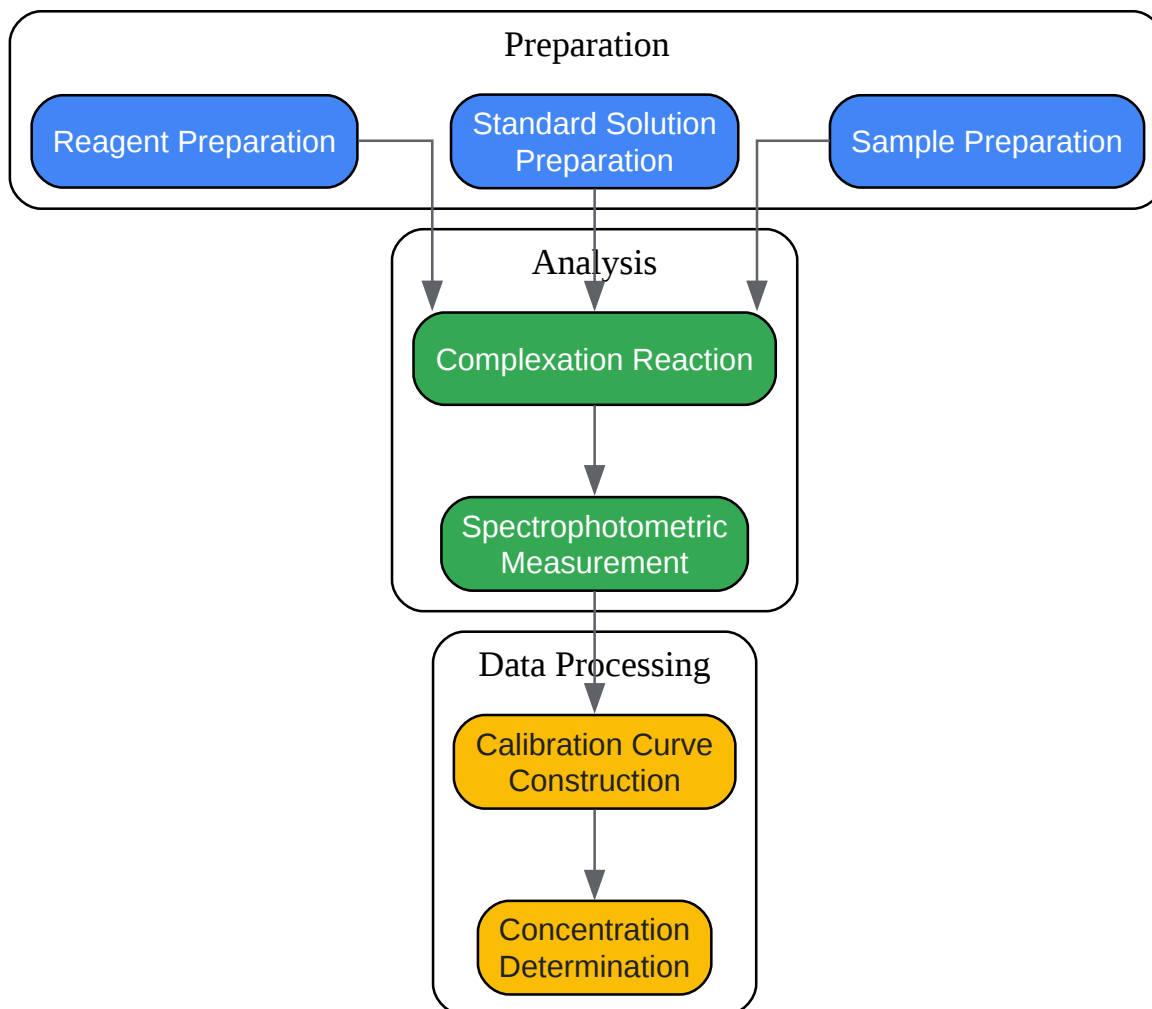 Preparation
Reagent Preparation
Standard Solution
Preparation
Sample Preparation
Analysis
Complexation Reaction
Spectrophotometric
Measurement
Data Processing
Calibration Curve
Construction
Concentration
Determination